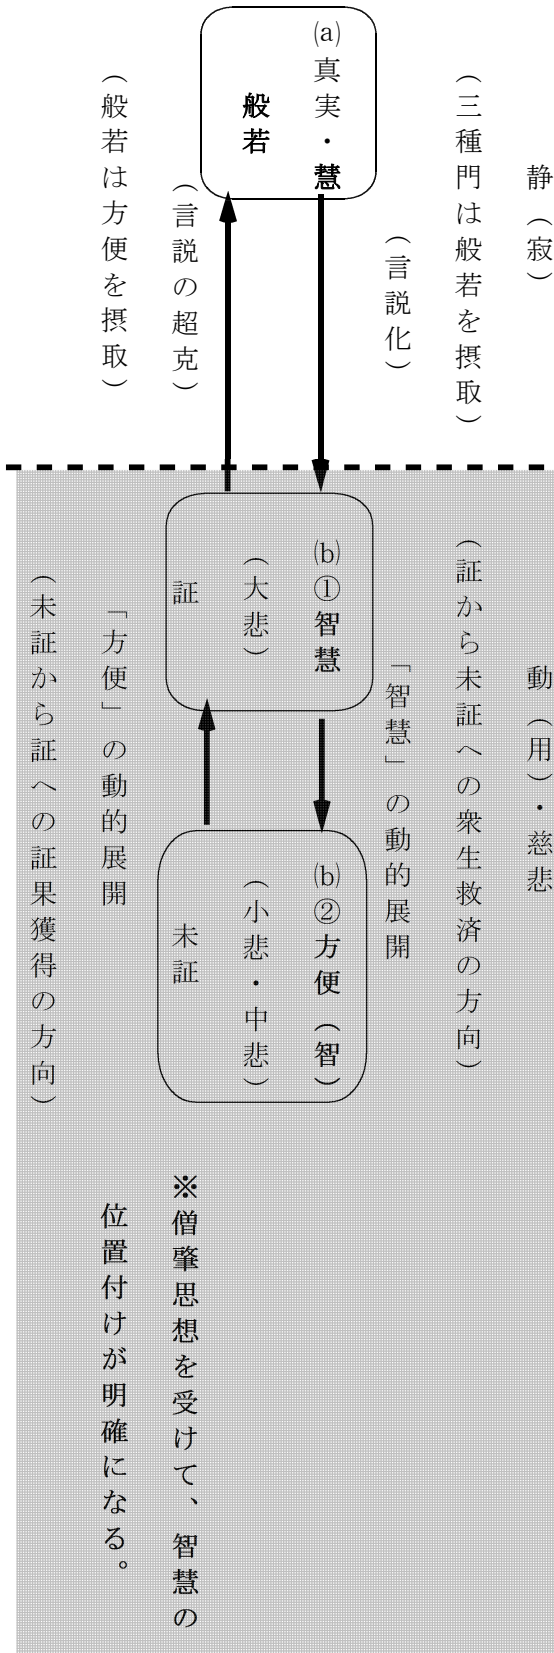 静（寂）
動（用）・慈悲
（三種門は般若を摂取）
（証から未証への衆生救済の方向）
（言説化）
「智慧」の動的展開
(a)真実・慧
般若
(b)①智慧
（大悲）
証
(b)②方便（智）
（小悲・中悲）
未証
（言説の超克）
（般若は方便を摂取）
「方便」の動的展開
（未証から証への証果獲得の方向）
※僧肇思想を受けて、智慧の
位置付けが明確になる。